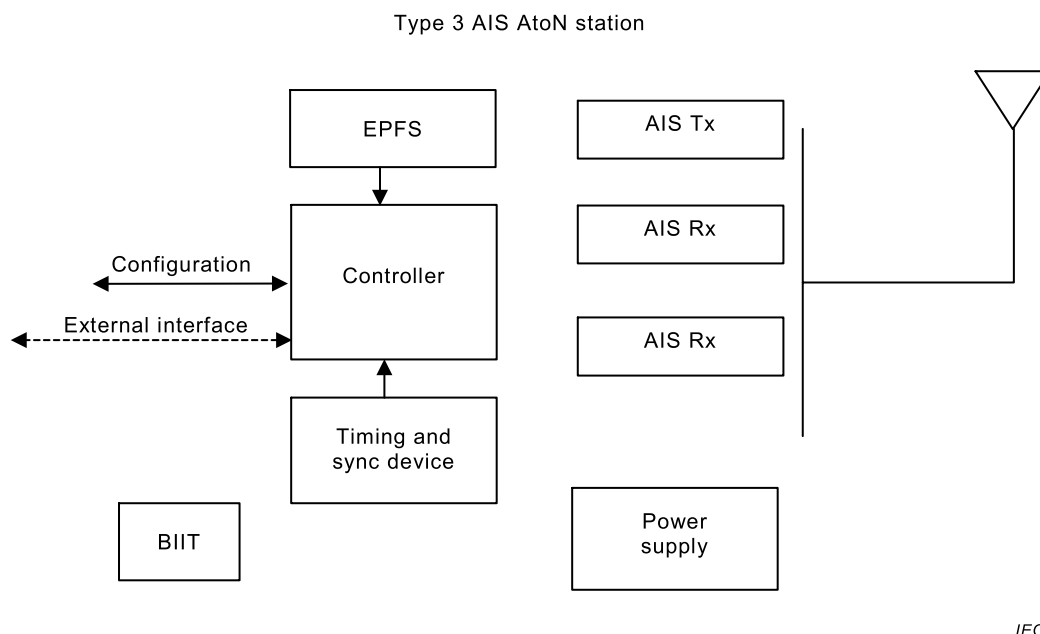 Type 3 AIS AtoN station
EPFS
AIS Tx
AIS Rx
Configuration
Controller
External interface
AIS Rx
Timing and
sync device
BIIT
Power
supply
IEC